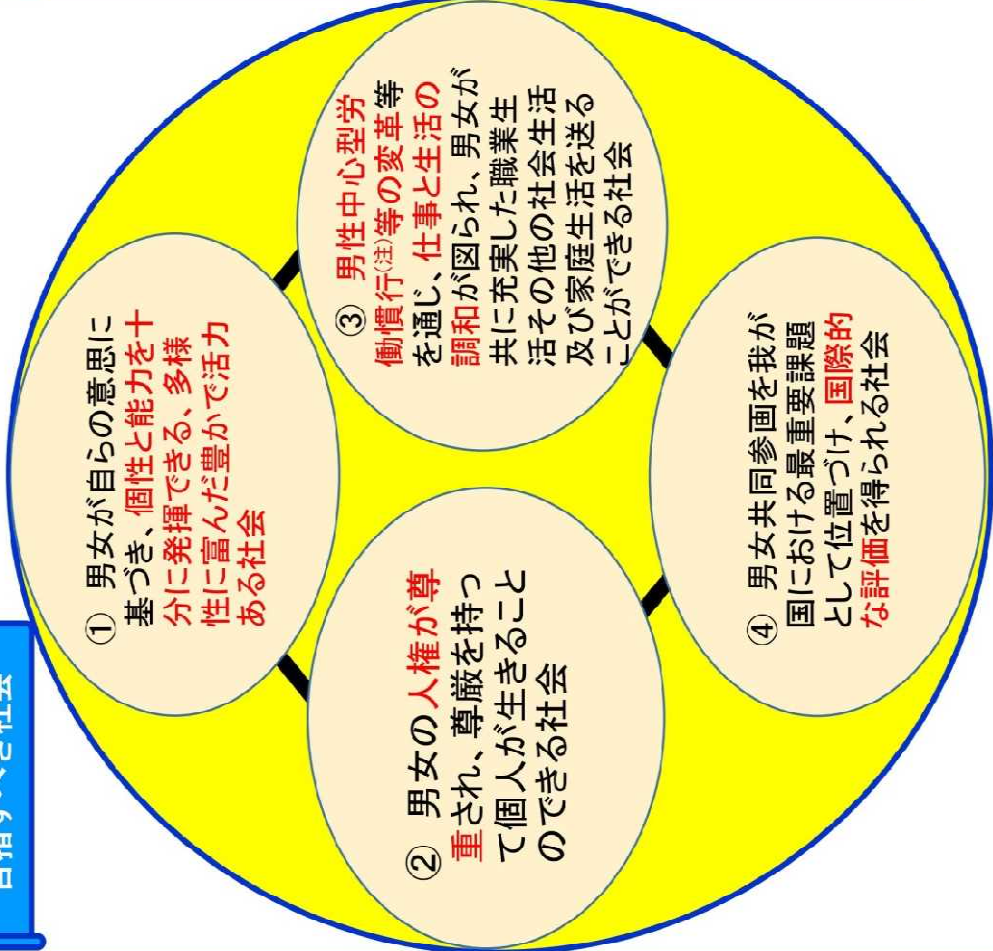 目指すべき社会
① 男女が自らの意思に
基づき、個性と能力を十
分に発揮できる、多様
性に富んだ豊かで活力
ある社会
② 男女の人権が尊
重され、尊厳を持っ
て個人が生きること
のできる社会
③ 男性中心型労
働慣行(注)等の変革等
を通じ、仕事と生活の
調和が図られ、男女が
共に充実した職業生
活その他の社会生活
及び家庭生活を送る
ことができる社会
④ 男女共同参画を我が
国における最重要課題
として位置づけ、国際的
な評価を得られる社会